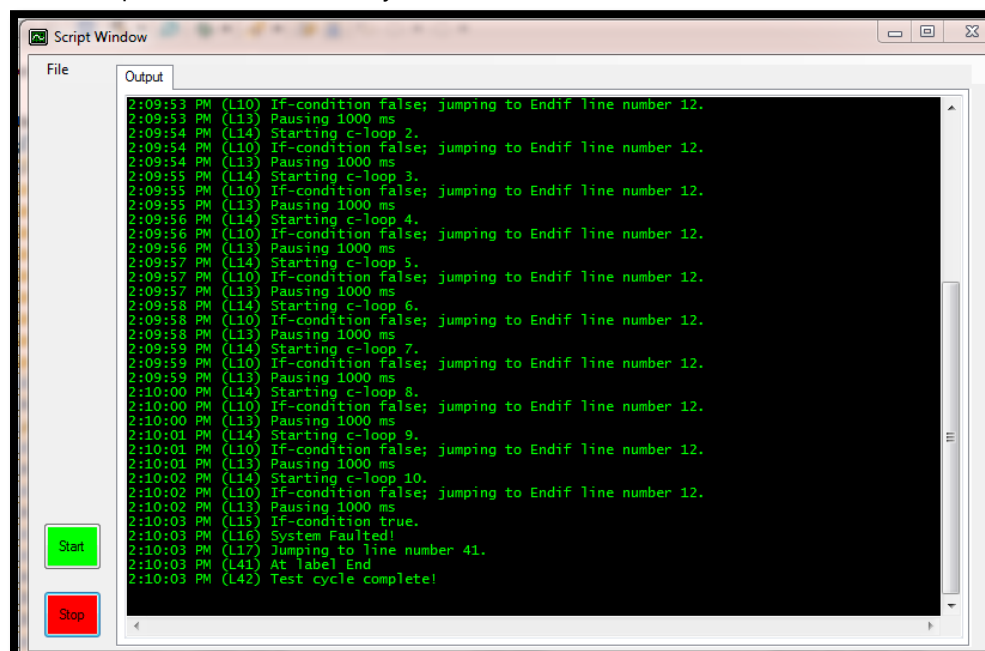 Script Window
File
Output
2:09:53 PM (L10) If-condition false; jumping to Endif line number 12.
2:09:53 PM (L13) Pausing 1000 ms
2:09:54 PM (L14) Starting c-loop 2.
2:09:54 PM (L10) If-condition false; jumping to Endif line number 12.
2:09:54 PM (L13) Pausing 1000 ms
2:09:55 PM (L14) Starting c-loop 3.
2:09:55 PM (L10) If-condition false; jumping to Endif line number 12.
2:09:55 PM (L13) Pausing 1000 ms
2:09:56 PM (L14) Starting c-loop 4.
2:09:56 PM (L10) If-condition false; jumping to Endif line number 12.
2:09:56 PM (L13) Pausing 1000 ms
2:09:57 PM (L14) Starting c-loop 5.
2:09:57 PM (L10) If-condition false; jumping to Endif line number 12.
2:09:57 PM (L13) Pausing 1000 ms
2:09:58 PM (L14) Starting c-loop 6.
2:09:58 PM (L10) If-condition false; jumping to Endif line number 12.
2:09:58 PM (L13) Pausing 1000 ms
2:09:59 PM (L14) Starting c-loop 7.
2:09:59 PM (L10) If-condition false; jumping to Endif line number 12.
2:09:59 PM (L13) Pausing 1000 ms
2:10:00 PM (L14) Starting c-loop 8.
2:10:00 PM (L10) If-condition false; jumping to Endif line number 12.
2:10:00 PM (L13) Pausing 1000 ms
2:10:01 PM (L14) Starting c-loop 9.
2:10:01 PM (L10) If-condition false; jumping to Endif line number 12.
2:10:01 PM (L13) Pausing 1000 ms
2:10:02 PM (L14) Starting c-loop 10.
2:10:02 PM (L10) If-condition false; jumping to Endif line number 12.
2:10:02 PM (L13) Pausing 1000 ms
2:10:03 PM (L15) If-condition true.
2:10:03 PM (L16) System Faulted!
2:10:03 PM (L17) Jumping to line number 41.
2:10:03 PM (L41) At label End
2:10:03 PM (L42) Test cycle complete!
Start
Stop